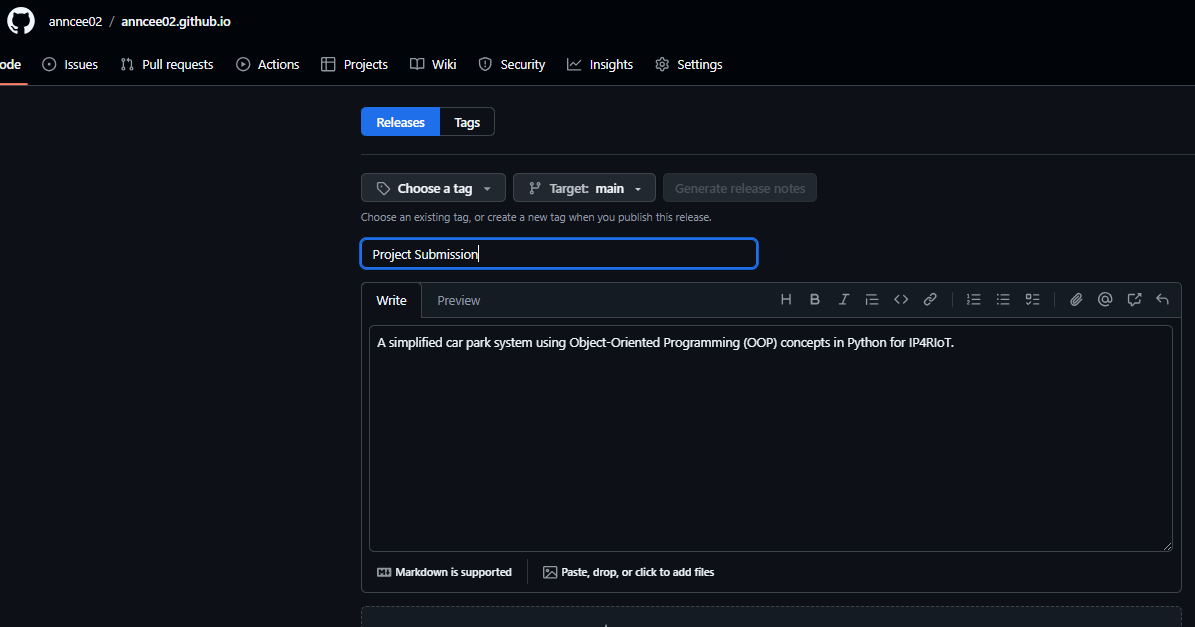 anncee02 / anncee02.github.io
ode Issues Pull requests Actions Projects Wiki Security Insights Settings
Releases Tags
Choose a tag Target: main Generate release notes
Choose an existing tag, or create a new tag when you publish this release.
Project Submission
Write Preview H B I
A simplified car park system using Object-Oriented Programming (OOP) concepts in Python for IP4RIoT.
Markdown is supported Paste, drop, or click to add files